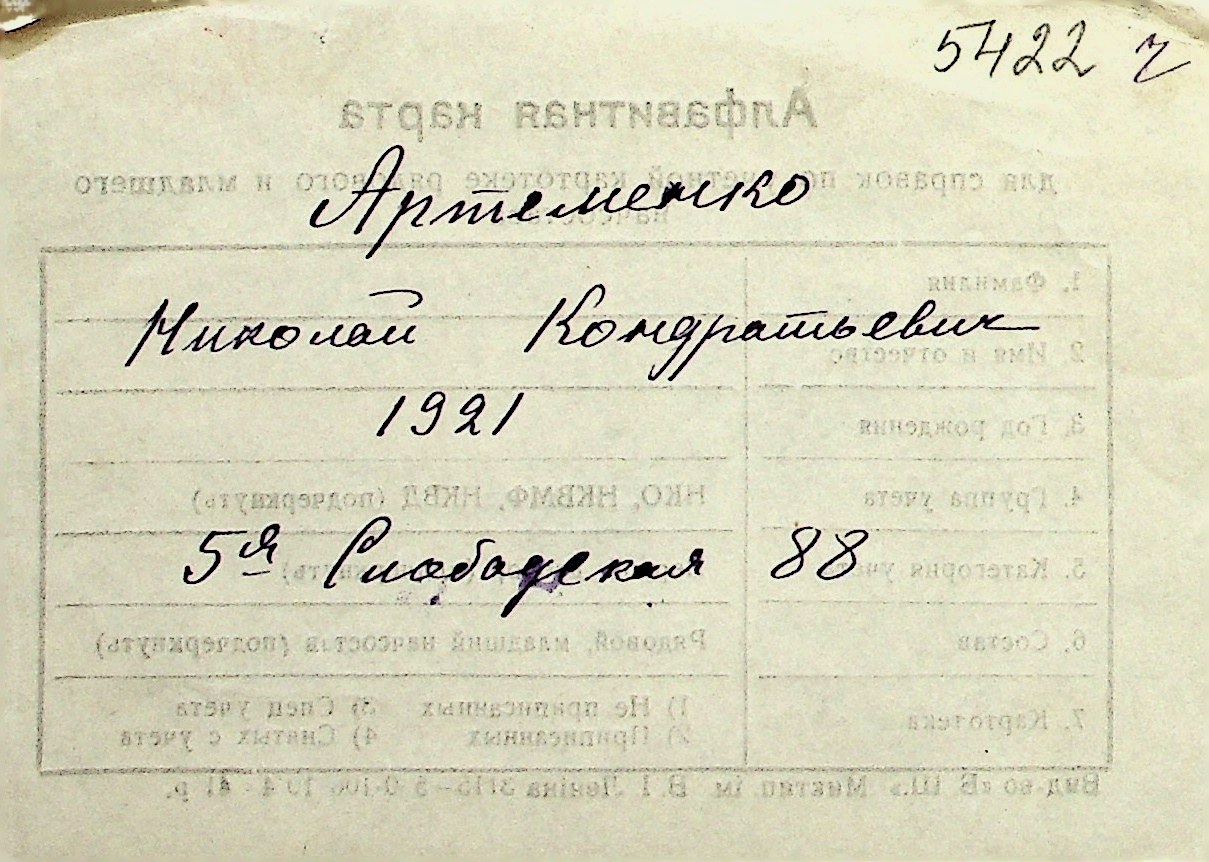 5422 ч
Алфавитная карта
для справок по учетной картотеке рядового и младшего
начсостава
Артеменко
1. Фамилия
Николай Кондратьевич
2. Имя и отчество
1921
3. Год рождения
4. Группа учета НКО, НКВМФ, НКВД (подчеркнуть)
5я Слободская 88
5. Категория учета
6. Состав Рядовой, младший начсостав (подчеркнуть)
7. Картотека 1) Не приписанных 3) Спец учета
2) Приписанных 4) Снятых с учета